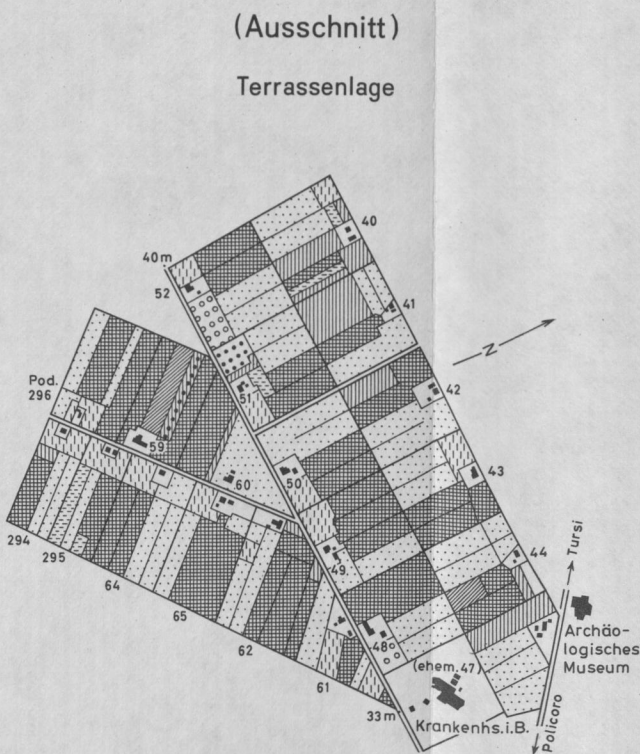 (Ausschnitt)
Terrassenlage
40
40m
52
41
N
Pod.
296
42
51
59
60
50
43
294
295
44
Tursi
64
49
65
Archäo-
logisches
Museum
62
48
(ehem. 47)
61
33m
Krankenhs.i.B.
Policoro